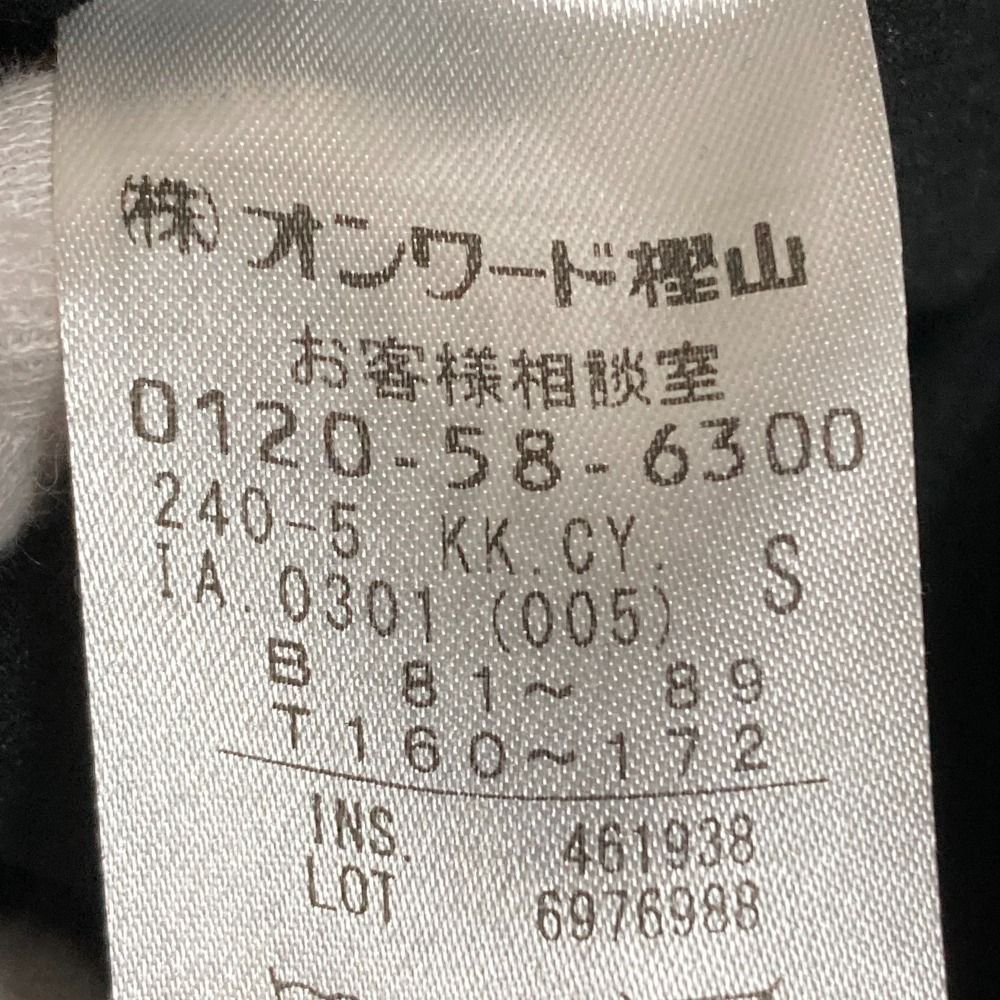 ㈱オンワード樫山
お客様相談室
0120-58-6300
240-5 KK.CY.
IA.0301 (005) S
B 81～ 89
T160～172
INS. 461938
LOT 6976988